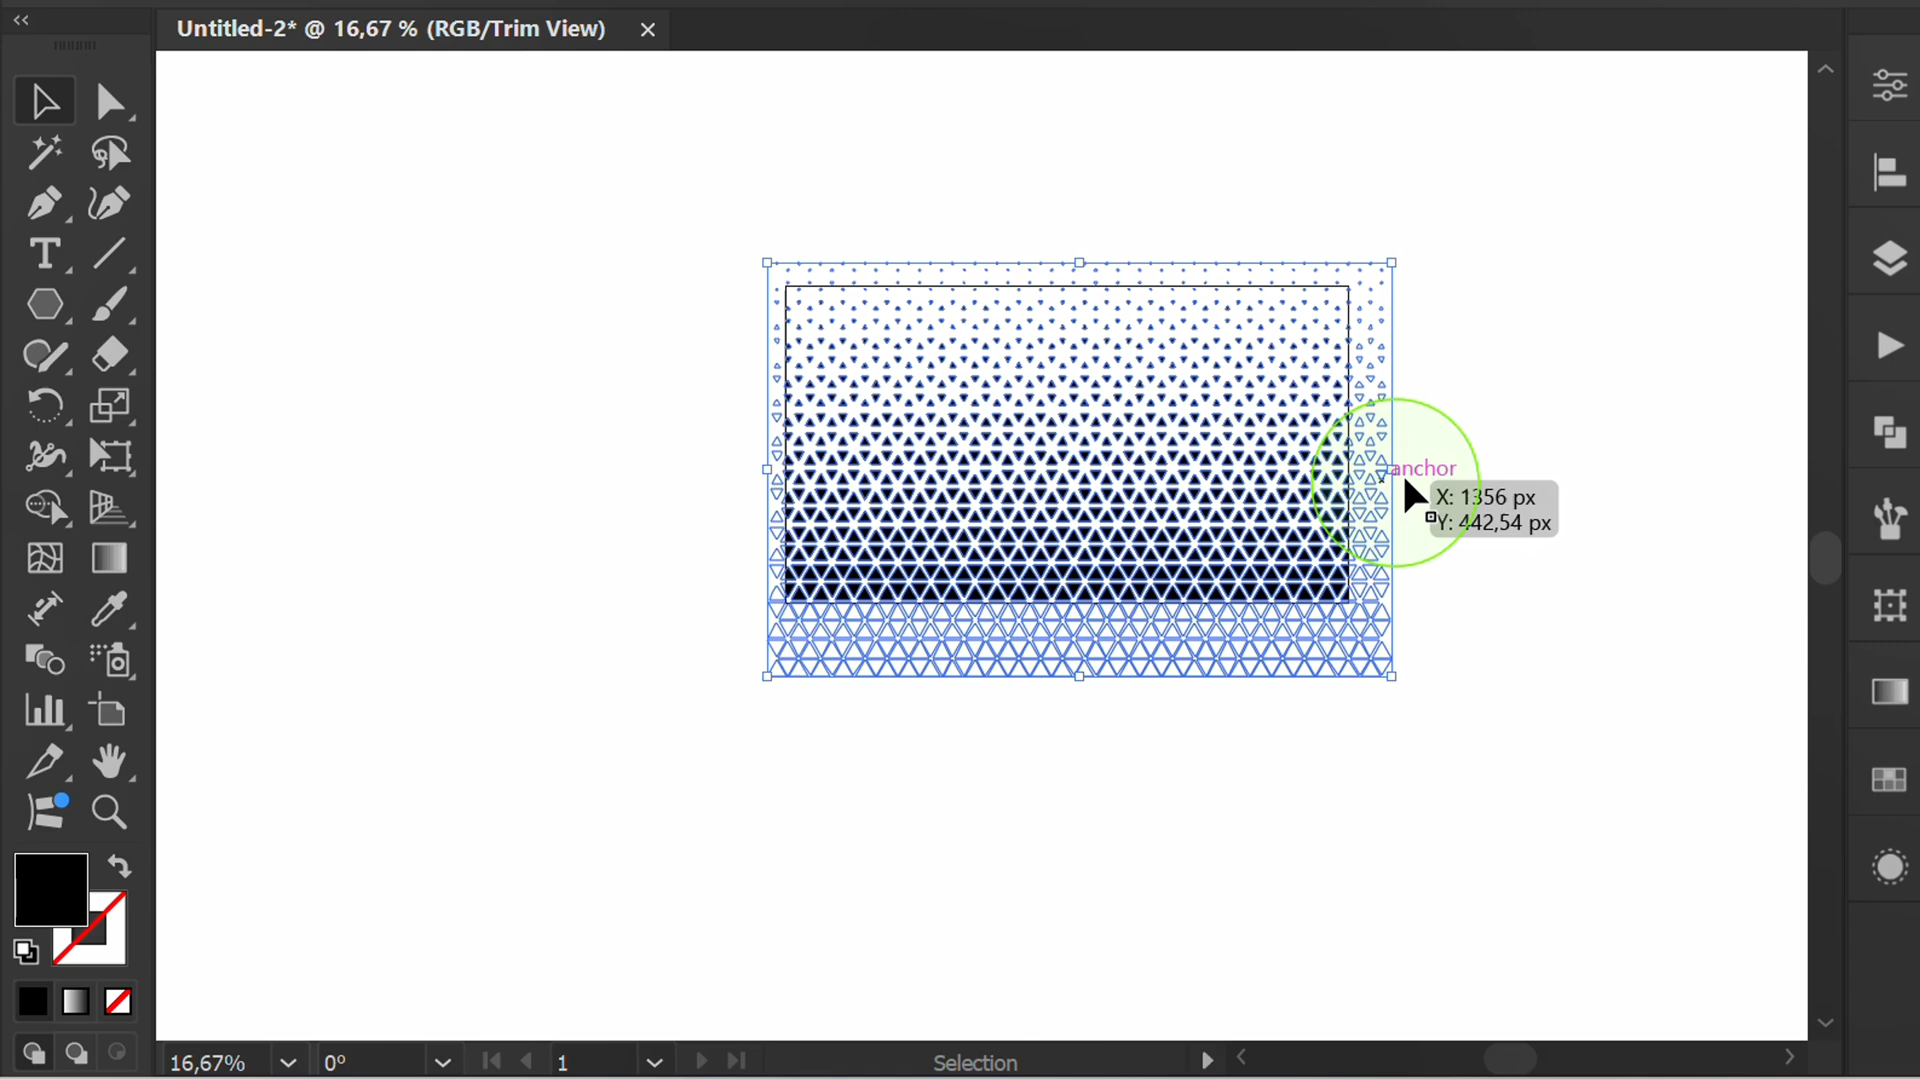 Untitled-2* @ 16,67 % (RGB/Trim View)
anchor
X: 1356 px
Y: 442,54 px
16,67%
0°
1
Selection